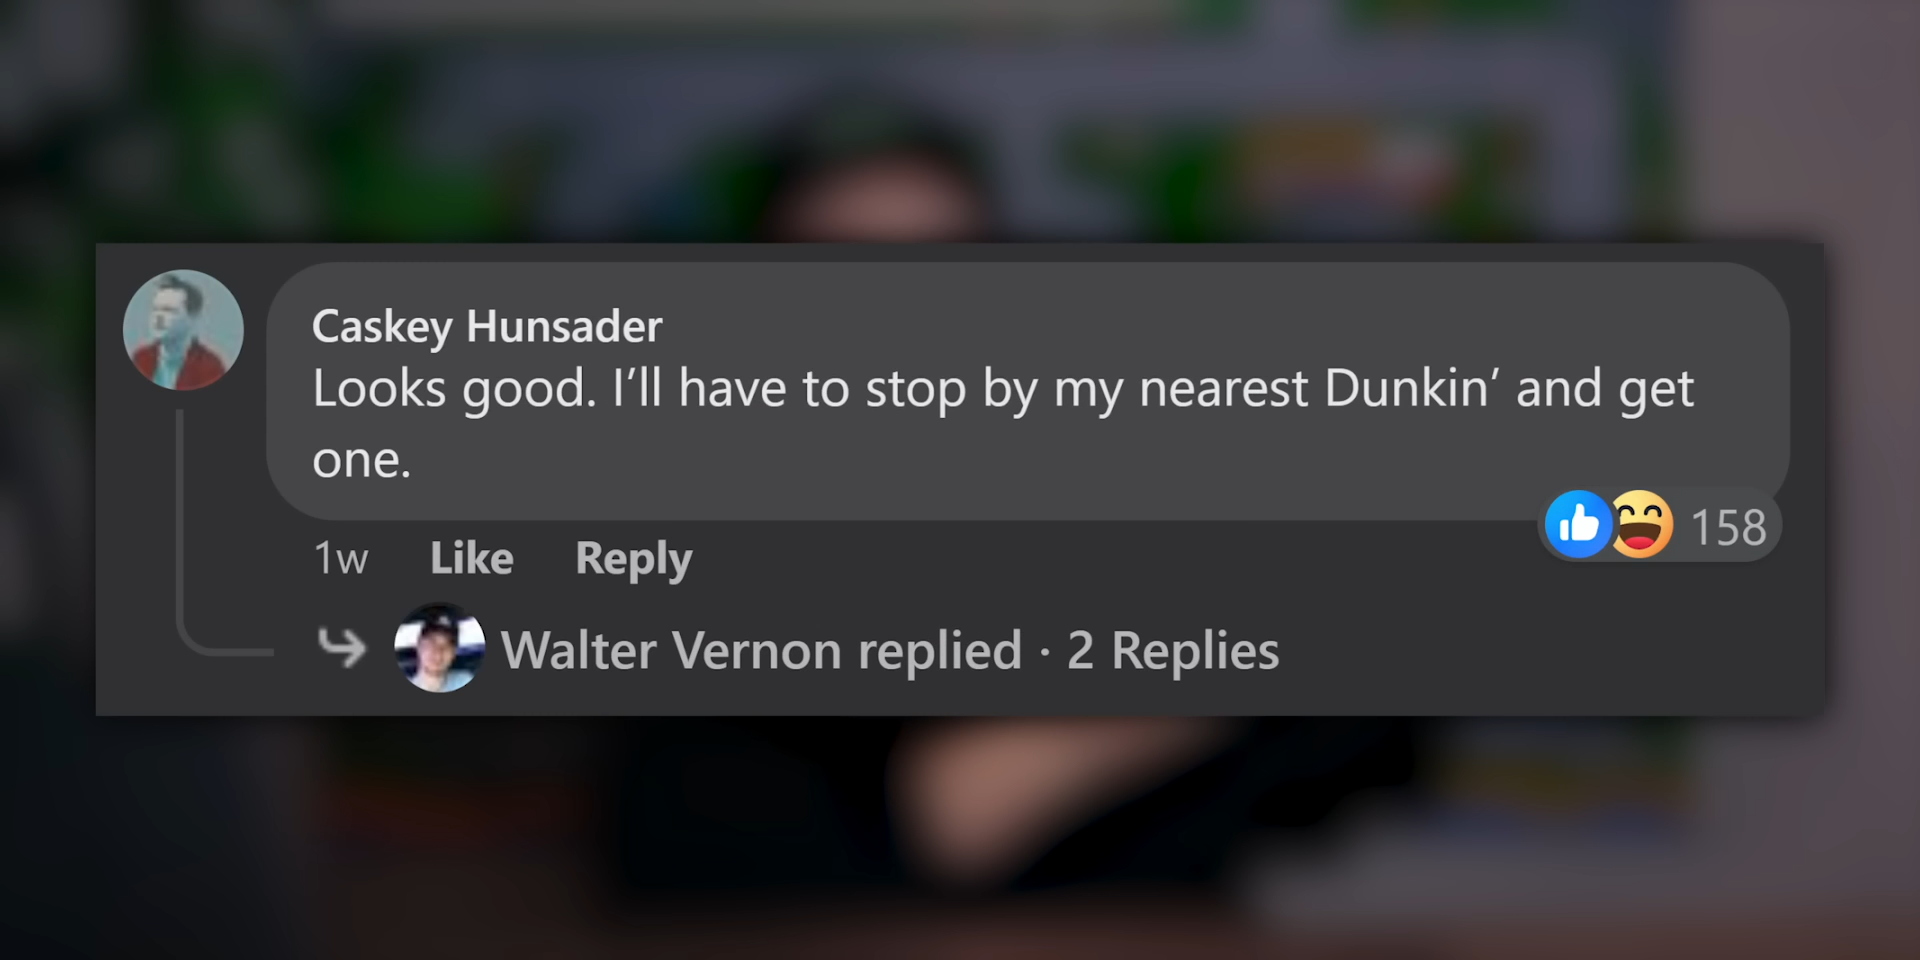 Caskey Hunsader
Looks good. I’ll have to stop by my nearest Dunkin’ and get
one.
158
1w Like Reply
Walter Vernon replied · 2 Replies